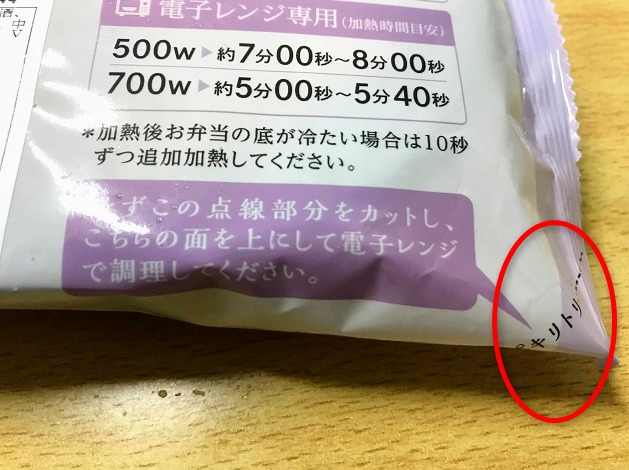 酒、
中
電子レンジ専用(加熱時間目安)
500w▶約7分00秒〜8分00秒
700w▶約5分00秒〜5分40秒
*加熱後お弁当の底が冷たい場合は10秒
ずつ追加加熱してください。
ずこの点線部分をカットし、
こちらの面を上にして電子レンジ
で調理してください。
キリトリ